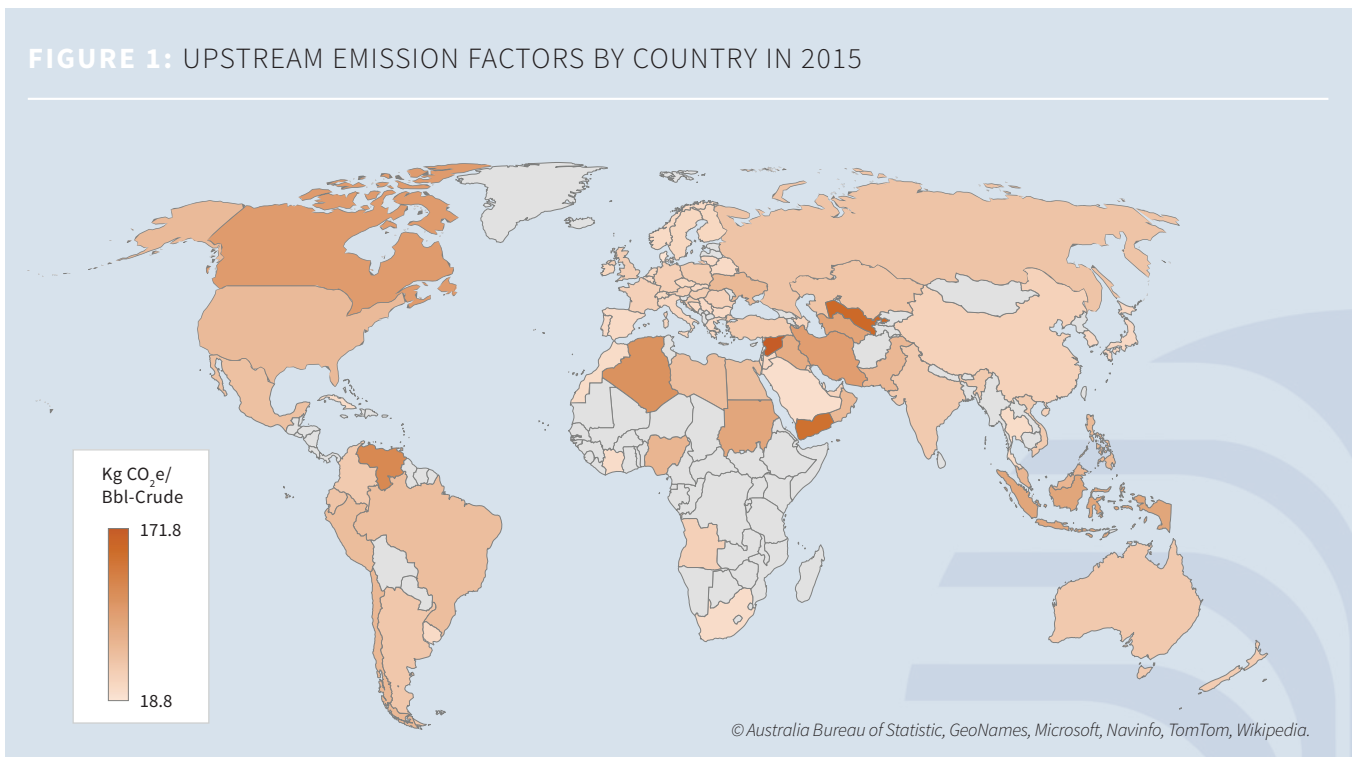 FIGURE 1: UPSTREAM EMISSION FACTORS BY COUNTRY IN 2015
Kg CO₂e/
Bbl-Crude
171.8
18.8
© Australia Bureau of Statistic, GeoNames, Microsoft, Navinfo, TomTom, Wikipedia.